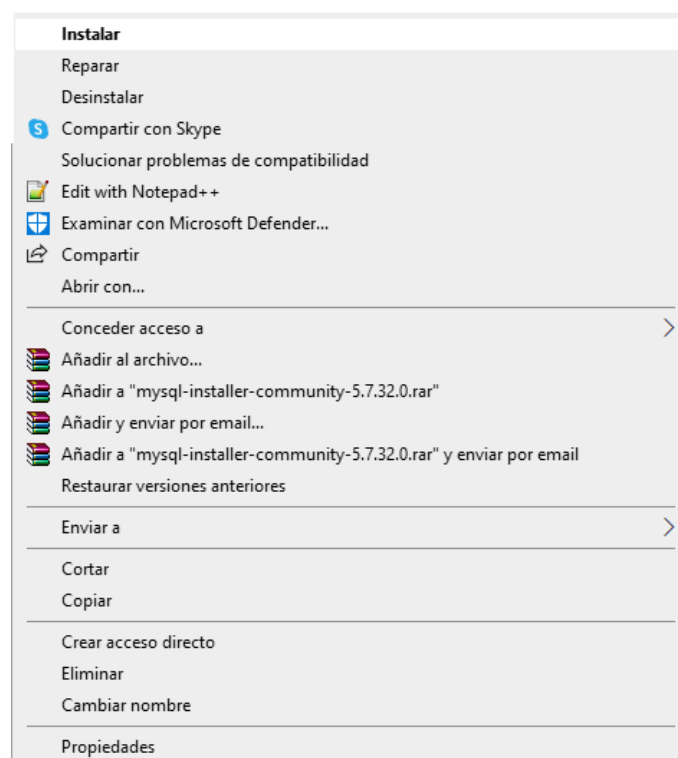 Instalar
Reparar
Desinstalar
Compartir con Skype
Solucionar problemas de compatibilidad
Edit with Notepad++
Examinar con Microsoft Defender...
Compartir
Abrir con...
Conceder acceso a
Añadir al archivo...
Añadir a "mysql-installer-community-5.7.32.0.rar"
Añadir y enviar por email...
Añadir a "mysql-installer-community-5.7.32.0.rar" y enviar por email
Restaurar versiones anteriores
Enviar a
Cortar
Copiar
Crear acceso directo
Eliminar
Cambiar nombre
Propiedades